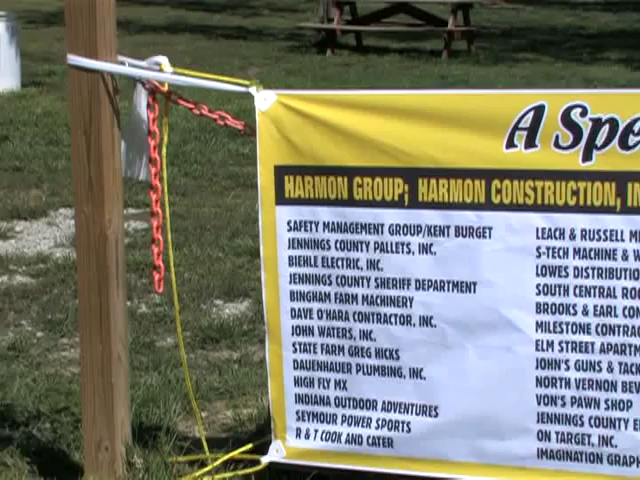 A Spe
HARMON GROUP; HARMON CONSTRUCTION, IN
SAFETY MANAGEMENT GROUP/KENT BURGET
JENNINGS COUNTY PALLETS, INC.
BIEHLE ELECTRIC, INC.
JENNINGS COUNTY SHERIFF DEPARTMENT
BINGHAM FARM MACHINERY
DAVE O'HARA CONTRACTOR, INC.
JOHN WATERS, INC.
STATE FARM GREG HICKS
DAUENHAUER PLUMBING, INC.
HIGH FLY MX
INDIANA OUTDOOR ADVENTURES
SEYMOUR POWER SPORTS
R & T COOK AND CATER
LEACH & RUSSELL ME
S-TECH MACHINE & W
LOWES DISTRIBUTIO
SOUTH CENTRAL ROO
BROOKS & EARL CON
MILESTONE CONTRA
ELM STREET APARTM
JOHN'S GUNS & TACK
NORTH VERNON BEV
VON'S PAWN SHOP
JENNINGS COUNTY E
ON TARGET, INC.
IMAGINATION GRAPH